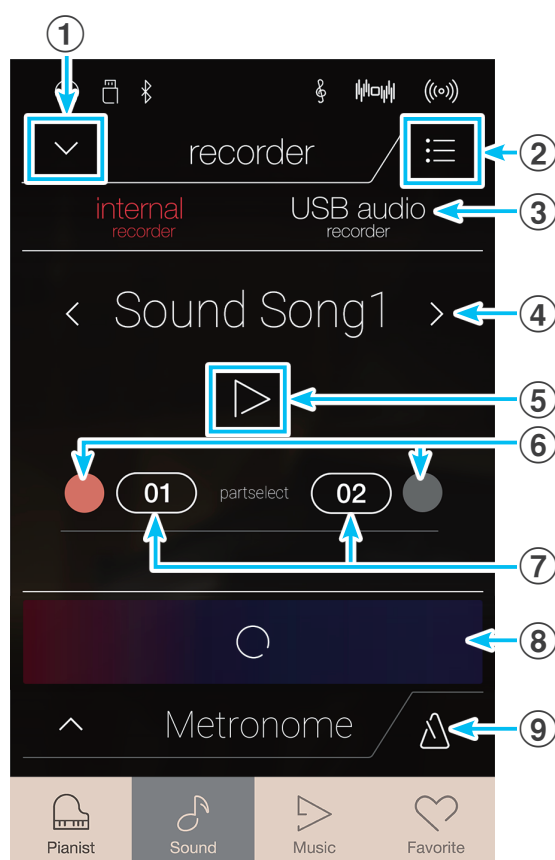 1
recorder
2
internal
recorder
USB audio
recorder
3
Sound Song1
4
5
6
01
partselect
02
7
8
Metronome
9
Pianist
Sound
Music
Favorite